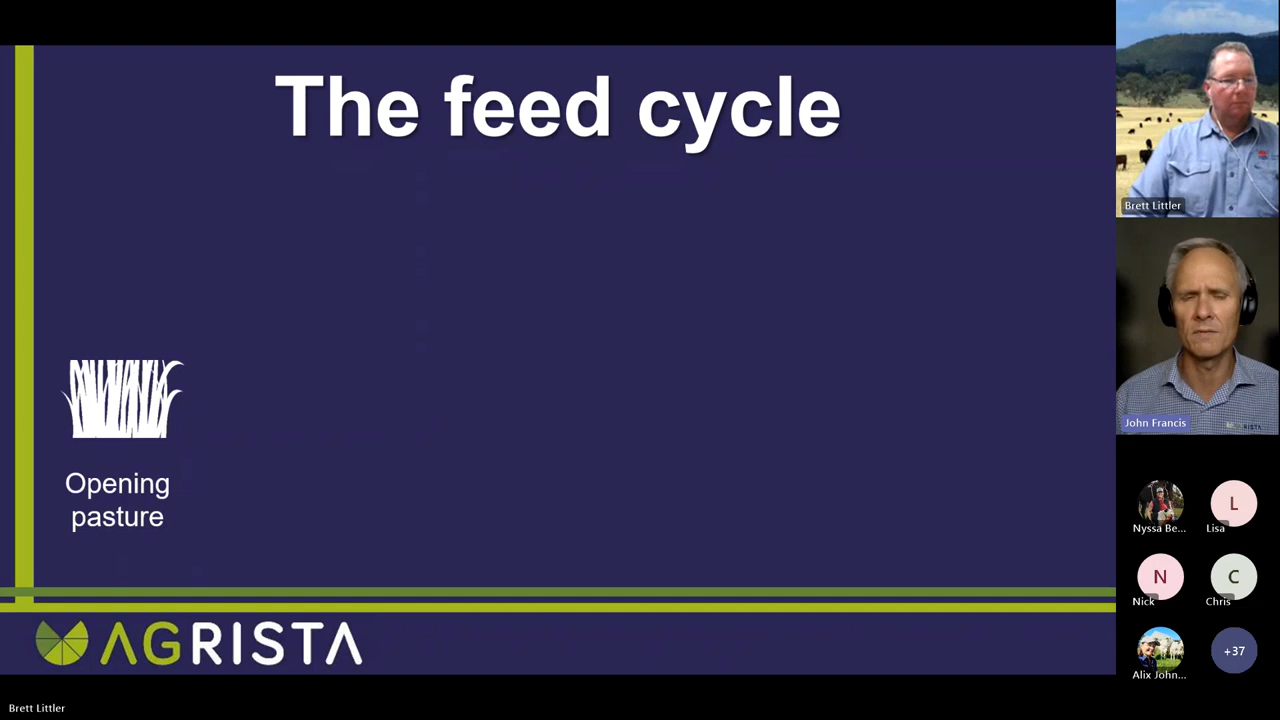 The feed cycle
Opening
pasture
AGRISTA
Brett Littler
John Francis
RISTA
Nyssa Be...
L
Lisa
N
Nick
C
Chris
Alix John...
+37
Brett Littler